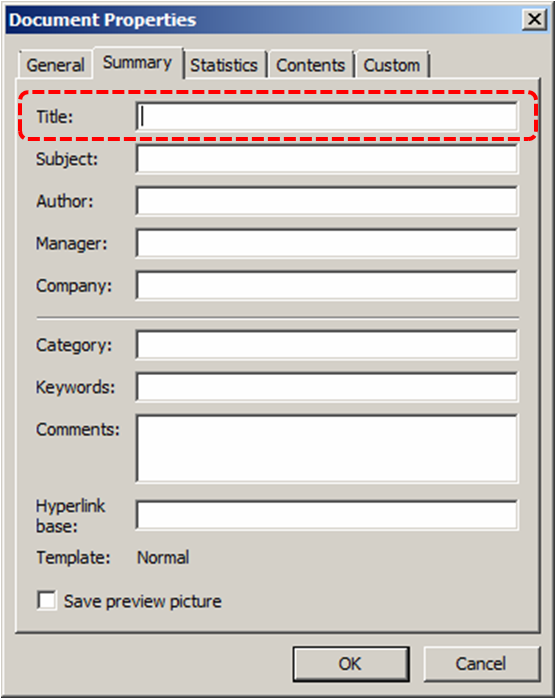 Document Properties
General Summary Statistics Contents Custom
Title:
Subject:
Author:
Manager:
Company:
Category:
Keywords:
Comments:
Hyperlink
base:
Template: Normal
Save preview picture
OK Cancel